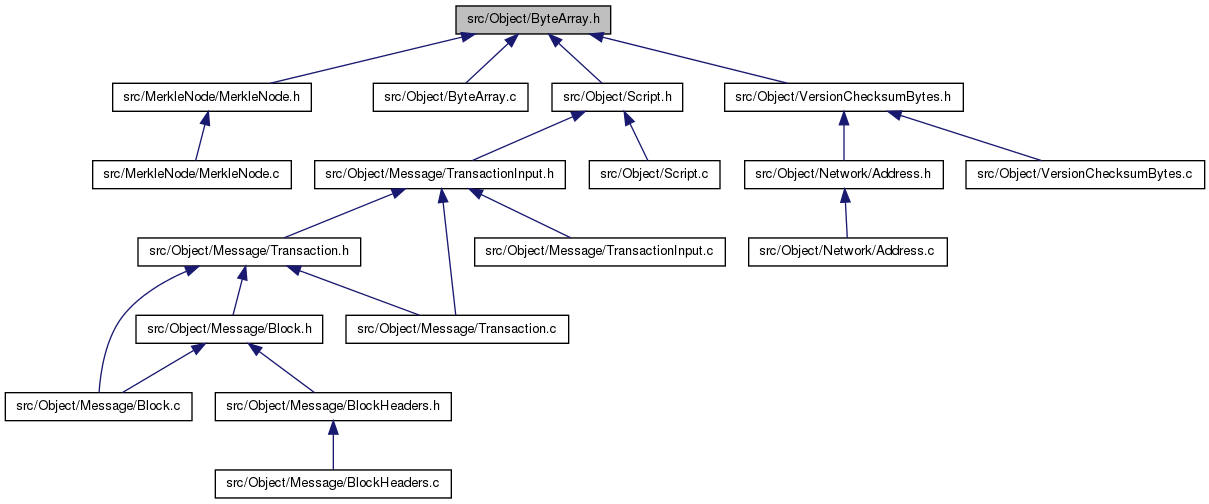 src/Object/ByteArray.h
src/MerkleNode/MerkleNode.h
src/Object/ByteArray.c
src/Object/Script.h
src/Object/VersionChecksumBytes.h
src/MerkleNode/MerkleNode.c
src/Object/Message/TransactionInput.h
src/Object/Script.c
src/Object/Network/Address.h
src/Object/VersionChecksumBytes.c
src/Object/Message/Transaction.h
src/Object/Message/TransactionInput.c
src/Object/Network/Address.c
src/Object/Message/Block.h
src/Object/Message/Transaction.c
src/Object/Message/Block.c
src/Object/Message/BlockHeaders.h
src/Object/Message/BlockHeaders.c